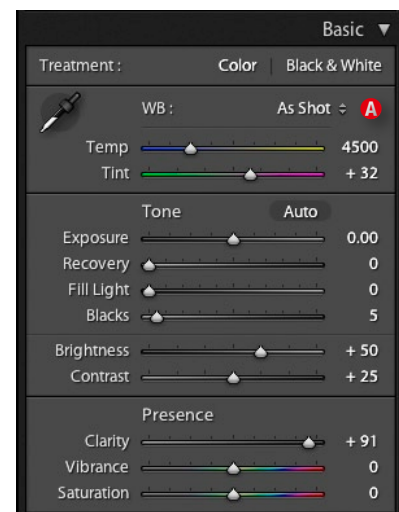 Basic ▼
Treatment : Color | Black & White
WB : As Shot A
Temp 4500
Tint + 32
Tone Auto
Exposure 0.00
Recovery 0
Fill Light 0
Blacks 5
Brightness + 50
Contrast + 25
Presence
Clarity + 91
Vibrance 0
Saturation 0